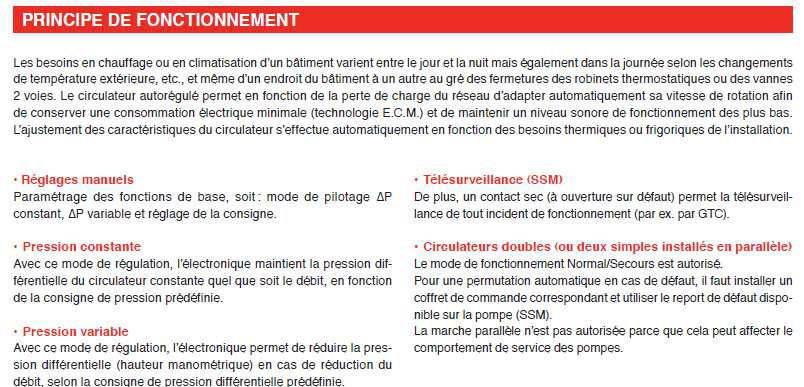 PRINCIPE DE FONCTIONNEMENT
Les besoins en chauffage ou en climatisation d'un bâtiment varient entre le jour et la nuit mais également dans la journée selon les changements
de température extérieure, etc., et même d'un endroit du bâtiment à un autre au gré des fermetures des robinets thermostatiques ou des vannes
2 voies. Le circulateur autorégulé permet en fonction de la perte de charge du réseau d'adapter automatiquement sa vitesse de rotation afin
de conserver une consommation électrique minimale (technologie E.C.M.) et de maintenir un niveau sonore de fonctionnement des plus bas.
L'ajustement des caractéristiques du circulateur s'effectue automatiquement en fonction des besoins thermiques ou frigoriques de l'installation.
• Réglages manuels
Paramétrage des fonctions de base, soit : mode de pilotage ΔP
constant, ΔP variable et réglage de la consigne.
• Pression constante
Avec ce mode de régulation, l'électronique maintient la pression dif-
férentielle du circulateur constante quel que soit le débit, en fonction
de la consigne de pression prédéfinie.
• Pression variable
Avec ce mode de régulation, l'électronique permet de réduire la pres-
sion différentielle (hauteur manométrique) en cas de réduction du
débit, selon la consigne de pression différentielle prédéfinie.
• Télésurveillance (SSM)
De plus, un contact sec (à ouverture sur défaut) permet la télésurveil-
lance de tout incident de fonctionnement (par ex. par GTC).
• Circulateurs doubles (ou deux simples installés en parallèle)
Le mode de fonctionnement Normal/Secours est autorisé.
Pour une permutation automatique en cas de défaut, il faut installer un
coffret de commande correspondant et utiliser le report de défaut dispo-
nible sur la pompe (SSM).
La marche parallèle n'est pas autorisée parce que cela peut affecter le
comportement de service des pompes.